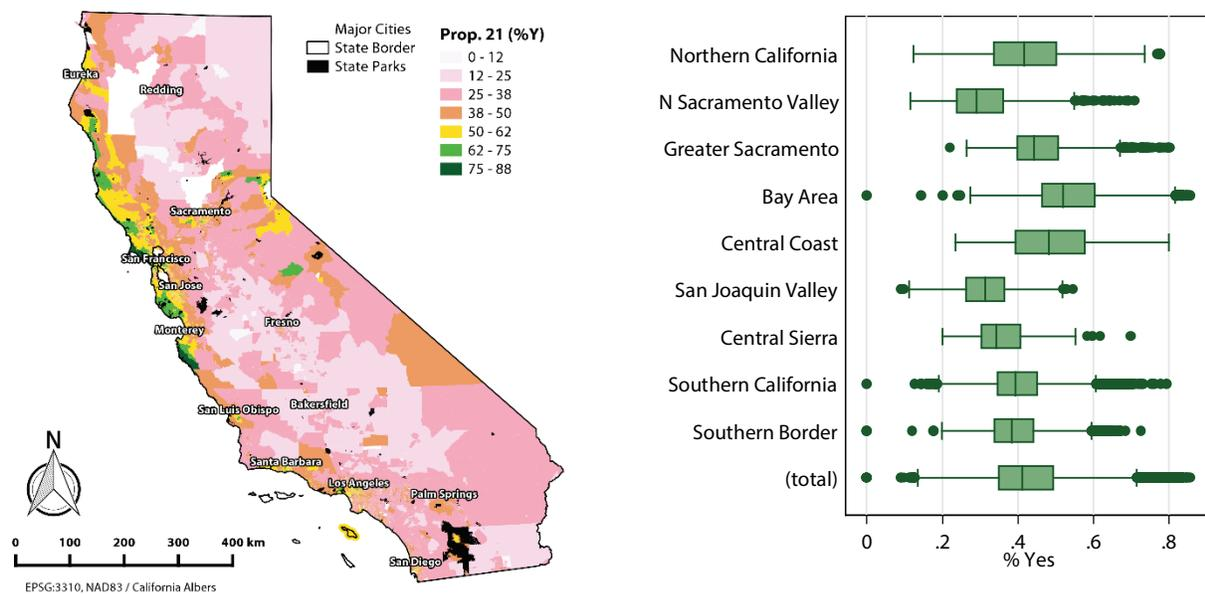 Major Cities
State Border
State Parks
Prop. 21 (%Y)
0 - 12
12 - 25
25 - 38
38 - 50
50 - 62
62 - 75
75 - 88
Eureka
Redding
Sacramento
San Francisco
San Jose
Monterey
Fresno
San Luis Obispo
Bakersfield
Santa Barbara
Los Angeles
Palm Springs
San Diego
N
0 100 200 300 400 km
EPSG:3310, NAD83 / California Albers
Northern California
N Sacramento Valley
Greater Sacramento
Bay Area
Central Coast
San Joaquin Valley
Central Sierra
Southern California
Southern Border
(total)
0 .2 .4 .6 .8
% Yes